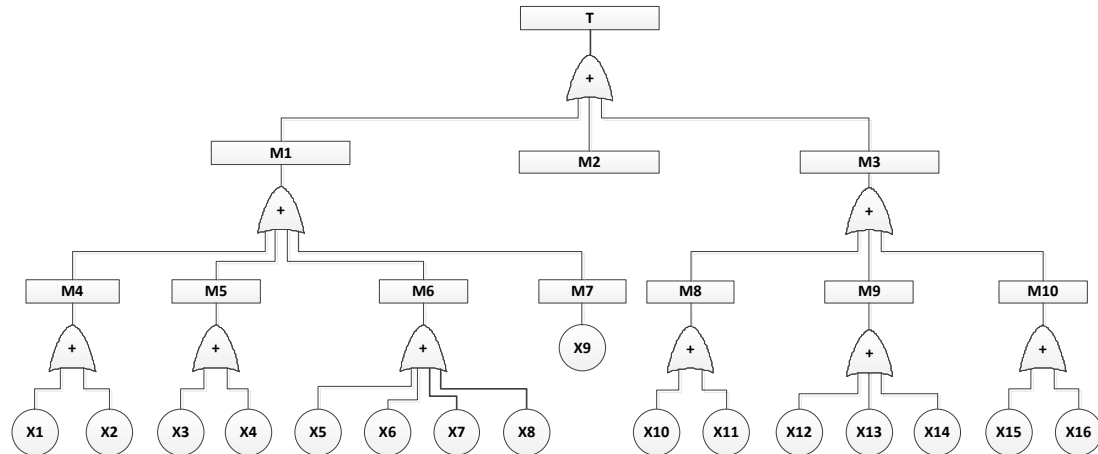 T
+
M1
M2
M3
+
+
M4
M5
M6
M7
M8
M9
M10
+
+
+
X9
+
+
+
X1
X2
X3
X4
X5
X6
X7
X8
X10
X11
X12
X13
X14
X15
X16